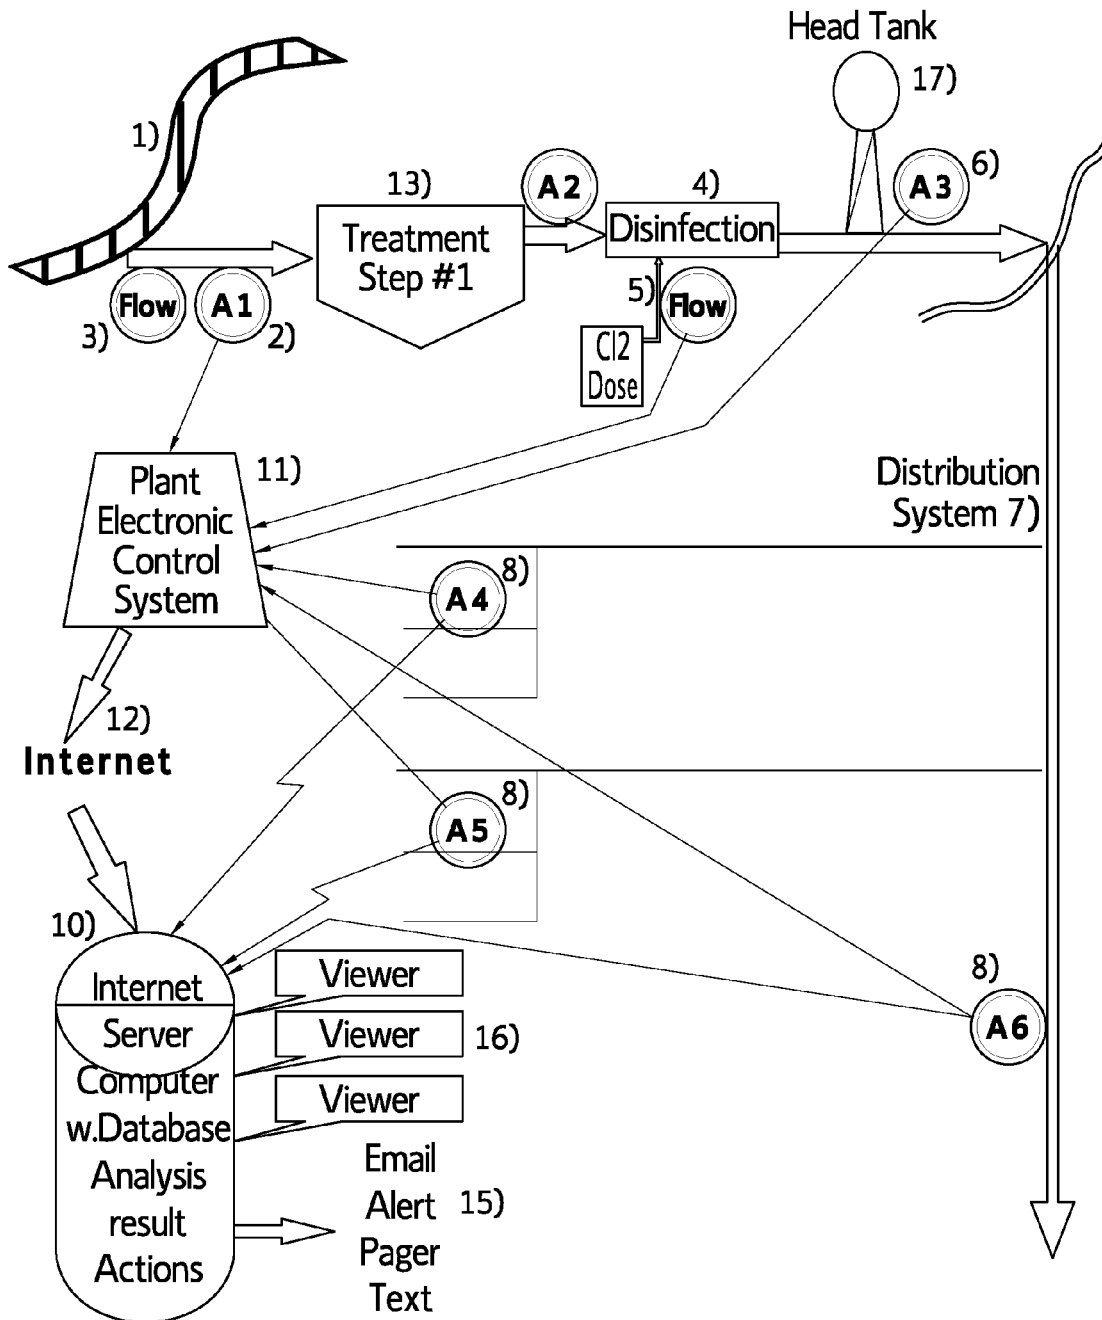 Head Tank
17)
1)
13)
A2
4)
A3
6)
Treatment
Step #1
Disinfection
Flow
A1
3)
2)
5)
Flow
Cl2
Dose
11)
Plant
Electronic
Control
System
Distribution
System 7)
A4
8)
12)
Internet
A5
8)
10)
Internet
Server
Computer
w.Database
Analysis
result
Actions
Viewer
Viewer
16)
Viewer
8)
A6
Email
Alert
15)
Pager
Text